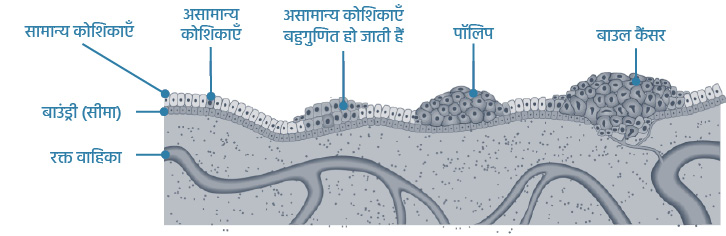 सामान्य कोशिकाएँ
असामान्य
कोशिकाएँ
असामान्य कोशिकाएँ
बहुगुणित हो जाती हैं
पॉलिप
बाउल कैंसर
बाउंड्री (सीमा)
रक्त वाहिका